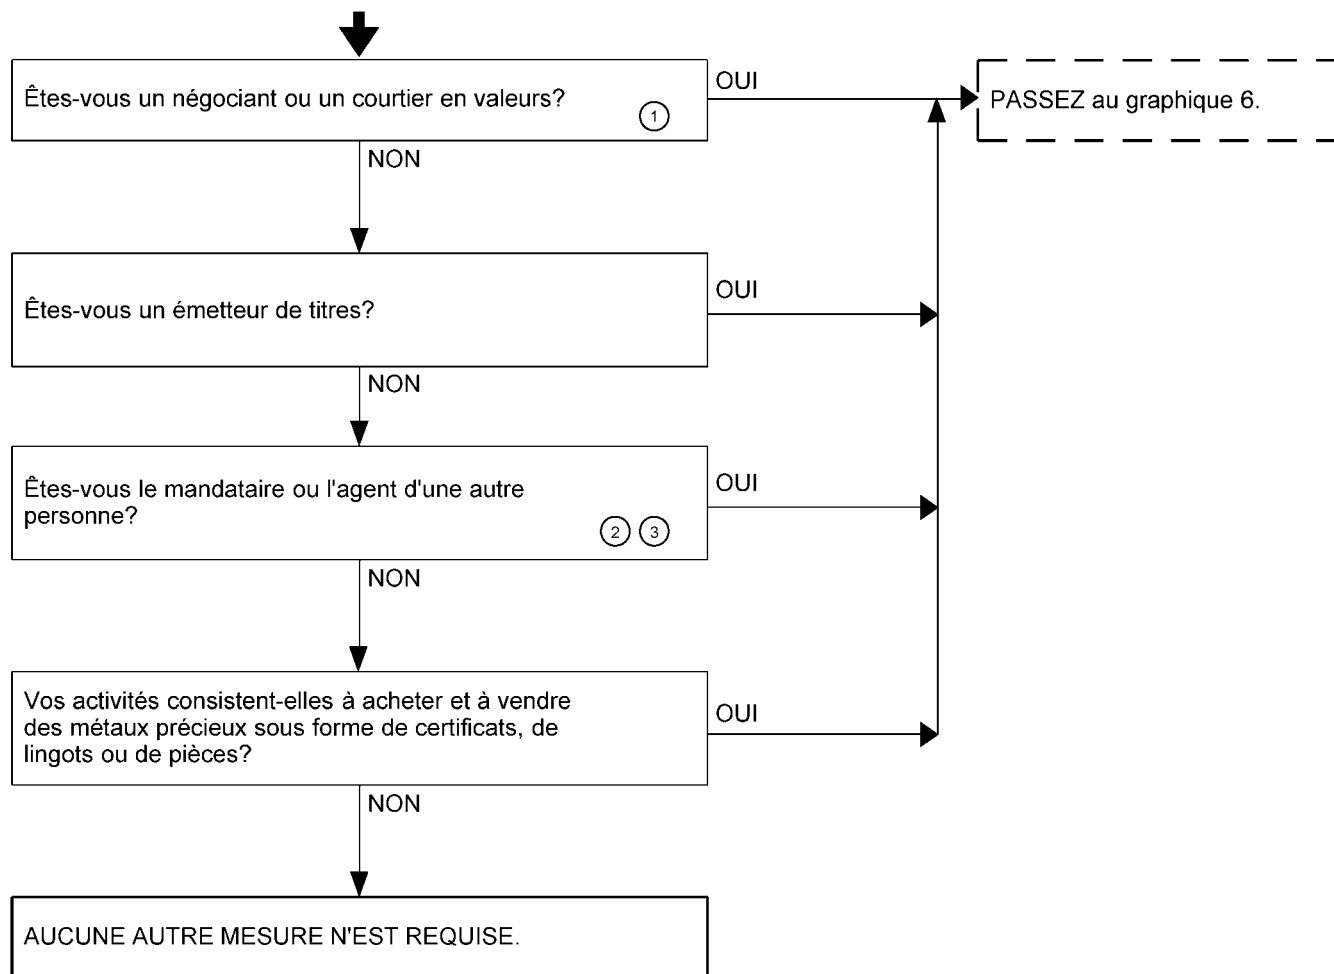 Êtes-vous un négociant ou un courtier en valeurs?
1
OUI
PASSEZ au graphique 6.
NON
Êtes-vous un émetteur de titres?
OUI
NON
Êtes-vous le mandataire ou l'agent d'une autre
personne?
2 3
OUI
NON
Vos activités consistent-elles à acheter et à vendre
des métaux précieux sous forme de certificats, de
lingots ou de pièces?
OUI
NON
AUCUNE AUTRE MESURE N'EST REQUISE.